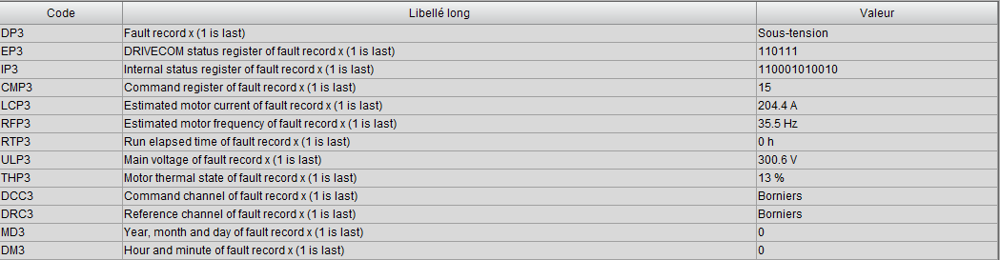 Code Libellé long Valeur
DP3 Fault record x (1 is last) Sous-tension
EP3 DRIVECOM status register of fault record x (1 is last) 110111
IP3 Internal status register of fault record x (1 is last) 110001010010
CMP3 Command register of fault record x (1 is last) 15
LCP3 Estimated motor current of fault record x (1 is last) 204.4 A
RFP3 Estimated motor frequency of fault record x (1 is last) 35.5 Hz
RTP3 Run elapsed time of fault record x (1 is last) 0 h
ULP3 Main voltage of fault record x (1 is last) 300.6 V
THP3 Motor thermal state of fault record x (1 is last) 13 %
DCC3 Command channel of fault record x (1 is last) Borniers
DRC3 Reference channel of fault record x (1 is last) Borniers
MD3 Year, month and day of fault record x (1 is last) 0
DM3 Hour and minute of fault record x (1 is last) 0